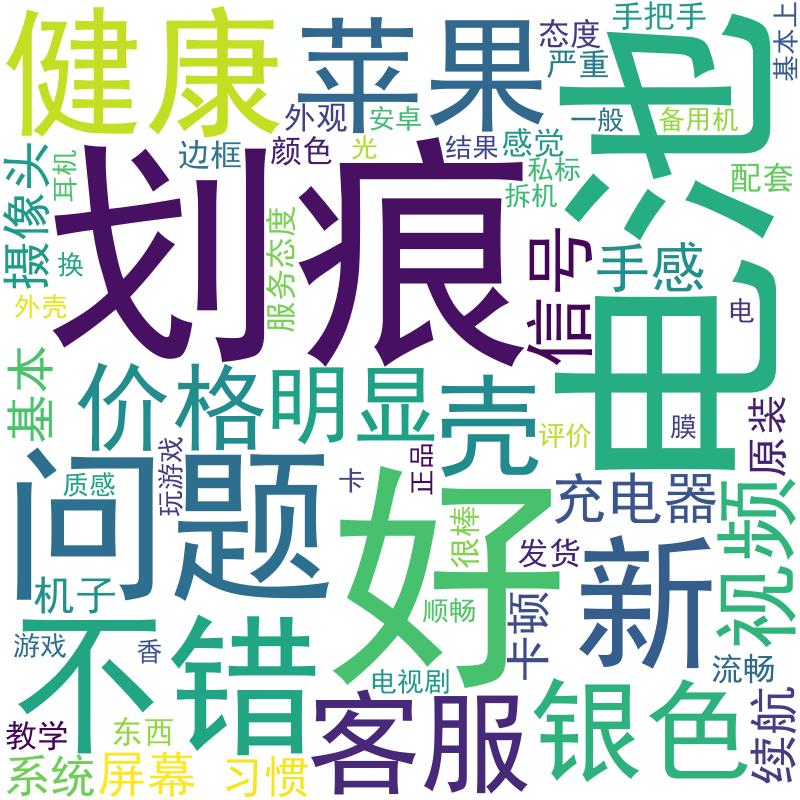 健康
苹果
态度
严重
手把手
基本上
外观
安卓
一般
备用机
电池
摄像头
耳机
边框
颜色
光
结果
感觉
私标
拆机
配套
划痕
换
外壳
服务态度
信号
手感
电
基本
价格
明显
壳
评价
膜
原装
问题
质感
玩游戏
卡
正品
好
很棒
充电器
视频
发货
新
机子
顺畅
卡顿
不错
游戏
香
电视剧
流畅
教学
东西
客服
银色
续航
系统
屏幕
习惯